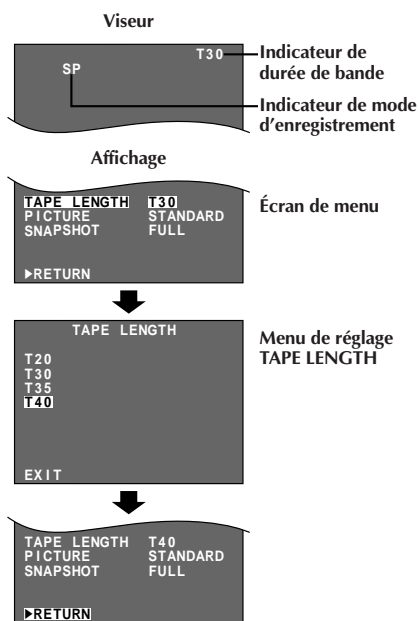 Viseur
T30
SP
Indicateur de
durée de bande
Indicateur de mode
d'enregistrement
Affichage
TAPE LENGTH T30
PICTURE STANDARD
SNAPSHOT FULL
▶RETURN
Écran de menu
TAPE LENGTH
T20
T30
T35
T40
EXIT
Menu de réglage
TAPE LENGTH
TAPE LENGTH T40
PICTURE STANDARD
SNAPSHOT FULL
▶RETURN